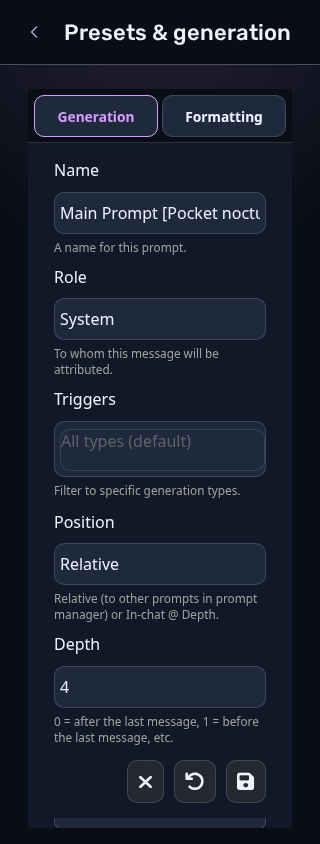 Presets & generation
Generation
Formatting
Name
Main Prompt [Pocket noctu
A name for this prompt.
Role
System
To whom this message will be
attributed.
Triggers
All types (default)
Filter to specific generation types.
Position
Relative
Relative (to other prompts in prompt
manager) or In-chat @ Depth.
Depth
4
0 = after the last message, 1 = before
the last message, etc.